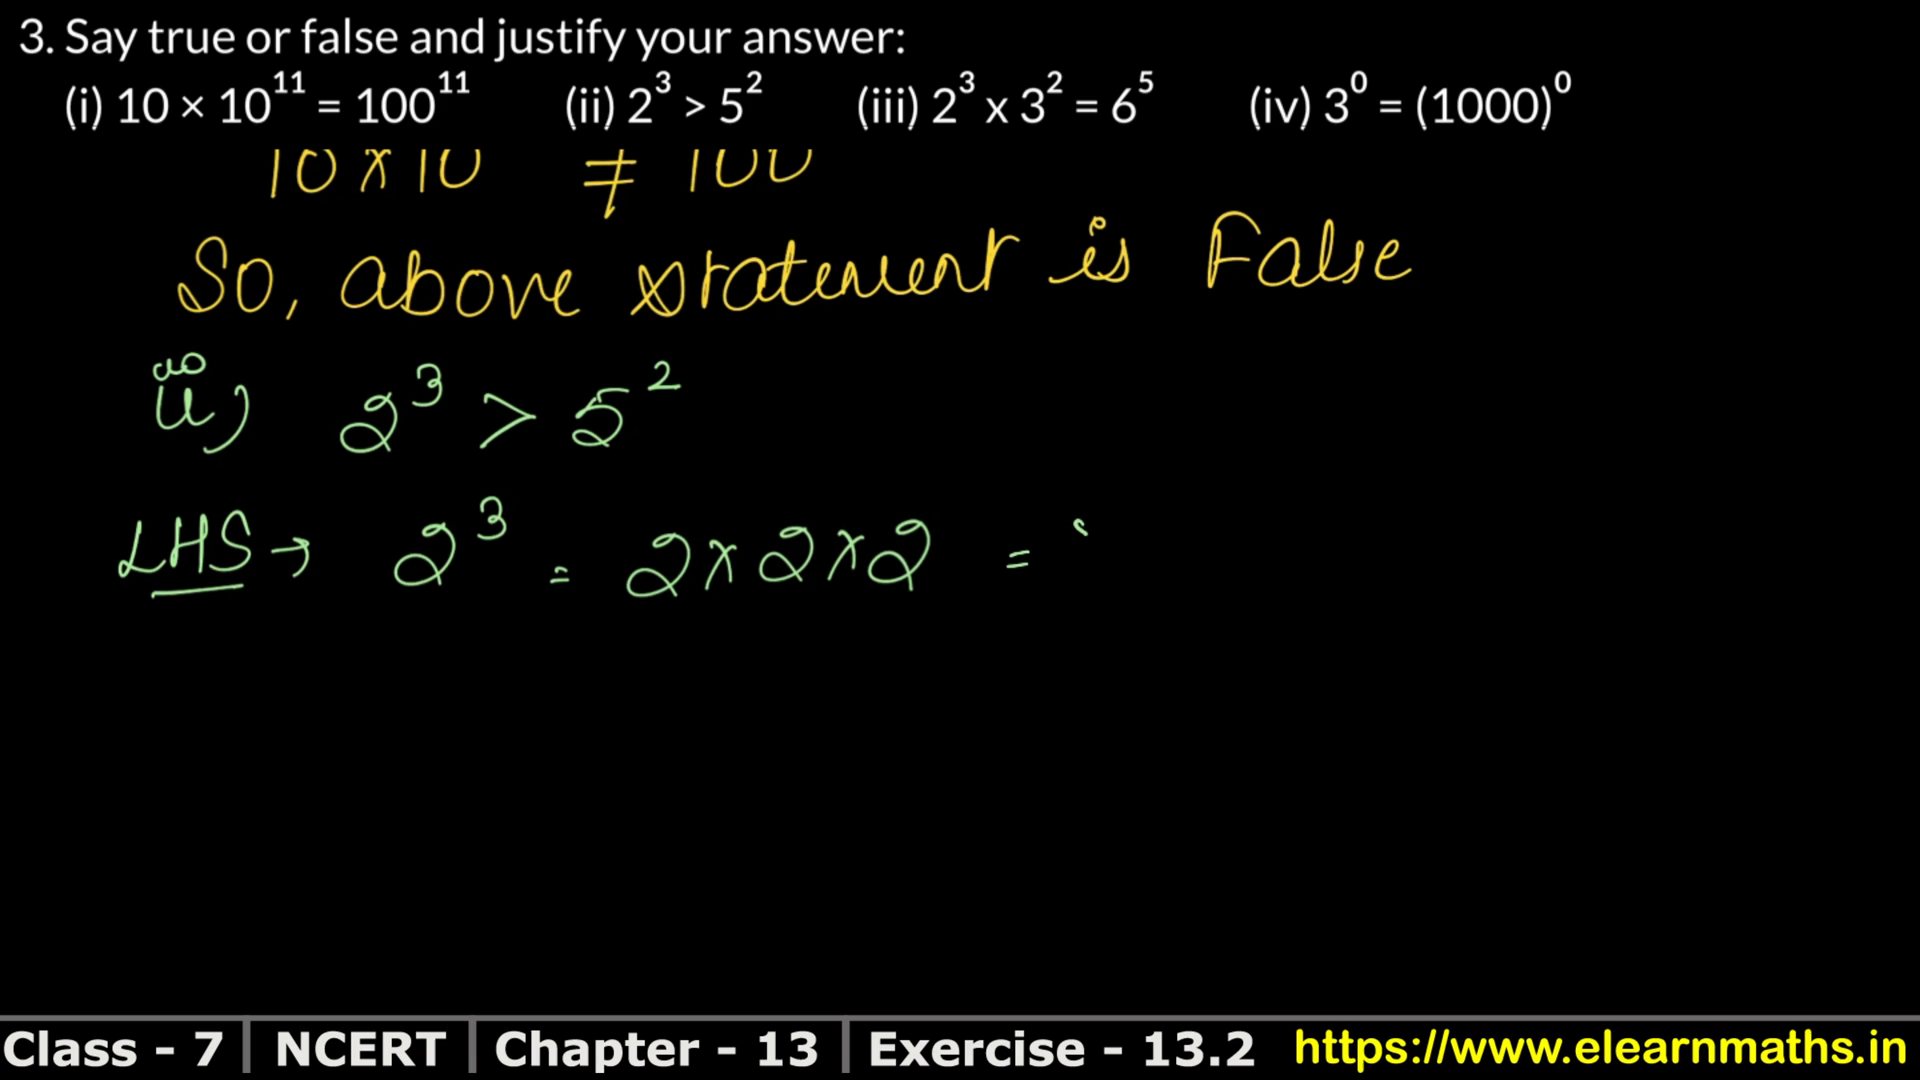 3. Say true or false and justify your answer:
(i) 10 × 10¹¹ = 100¹¹ (ii) 2³ > 5² (iii) 2³ x 3² = 6⁵ (iv) 3⁰ = (1000)⁰
10 × 10 ≠ 100
So, above statement is False
ii) 2³ > 5²
LHS → 2³ = 2 × 2 × 2 =
Class - 7 | NCERT | Chapter - 13 | Exercise - 13.2 https://www.elearnmaths.in